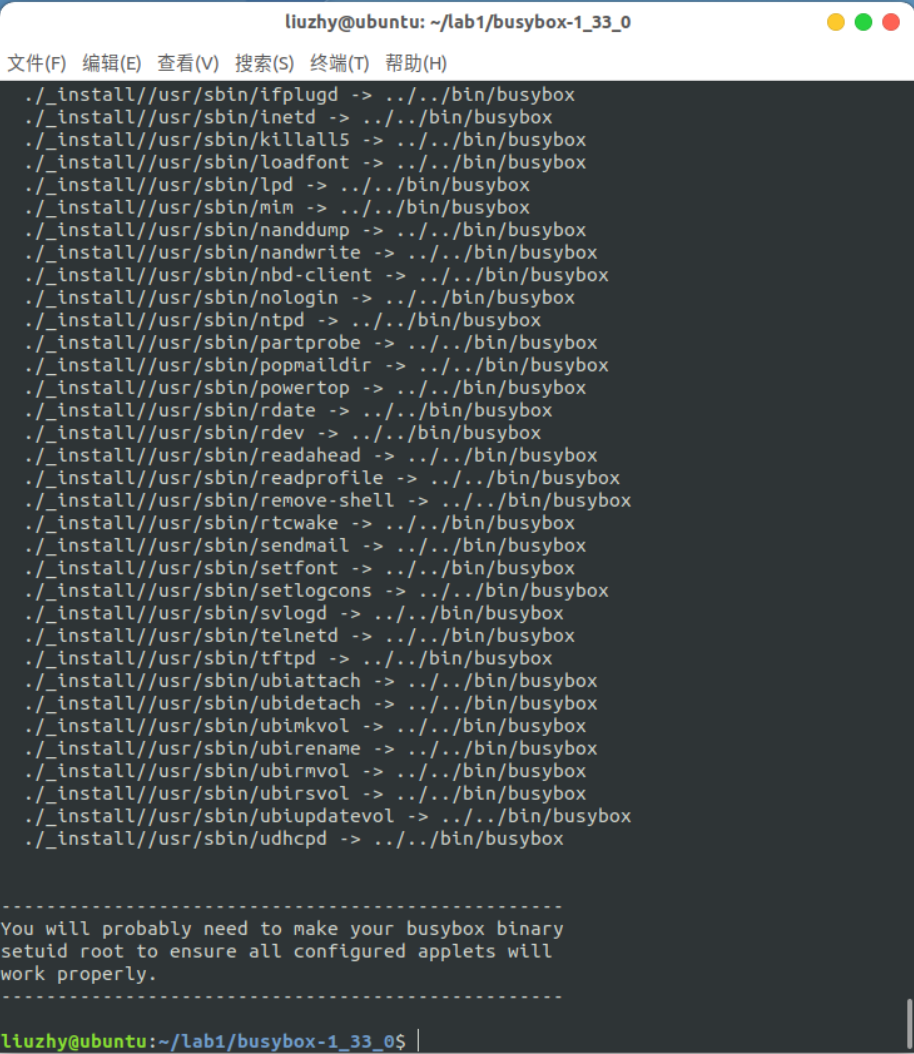 liuzhy@ubuntu: ~/lab1/busybox-1_33_0
文件(F) 编辑(E) 查看(V) 搜索(S) 终端(T) 帮助(H)
./_install//usr/sbin/ifplugd -> ../../bin/busybox
./_install//usr/sbin/inetd -> ../../bin/busybox
./_install//usr/sbin/killall5 -> ../../bin/busybox
./_install//usr/sbin/loadfont -> ../../bin/busybox
./_install//usr/sbin/lpd -> ../../bin/busybox
./_install//usr/sbin/mim -> ../../bin/busybox
./_install//usr/sbin/nanddump -> ../../bin/busybox
./_install//usr/sbin/nandwrite -> ../../bin/busybox
./_install//usr/sbin/nbd-client -> ../../bin/busybox
./_install//usr/sbin/nologin -> ../../bin/busybox
./_install//usr/sbin/ntpd -> ../../bin/busybox
./_install//usr/sbin/partprobe -> ../../bin/busybox
./_install//usr/sbin/popmaildir -> ../../bin/busybox
./_install//usr/sbin/powertop -> ../../bin/busybox
./_install//usr/sbin/rdate -> ../../bin/busybox
./_install//usr/sbin/rdev -> ../../bin/busybox
./_install//usr/sbin/readahead -> ../../bin/busybox
./_install//usr/sbin/readprofile -> ../../bin/busybox
./_install//usr/sbin/remove-shell -> ../../bin/busybox
./_install//usr/sbin/rtcwake -> ../../bin/busybox
./_install//usr/sbin/sendmail -> ../../bin/busybox
./_install//usr/sbin/setfont -> ../../bin/busybox
./_install//usr/sbin/setlogcons -> ../../bin/busybox
./_install//usr/sbin/svlogd -> ../../bin/busybox
./_install//usr/sbin/telnetd -> ../../bin/busybox
./_install//usr/sbin/tftpd -> ../../bin/busybox
./_install//usr/sbin/ubiattach -> ../../bin/busybox
./_install//usr/sbin/ubidetach -> ../../bin/busybox
./_install//usr/sbin/ubimkvol -> ../../bin/busybox
./_install//usr/sbin/ubirename -> ../../bin/busybox
./_install//usr/sbin/ubirmvol -> ../../bin/busybox
./_install//usr/sbin/ubirsvol -> ../../bin/busybox
./_install//usr/sbin/ubiupdatevol -> ../../bin/busybox
./_install//usr/sbin/udhcpd -> ../../bin/busybox
--------------------------------------------------
You will probably need to make your busybox binary
setuid root to ensure all configured applets will
work properly.
--------------------------------------------------
liuzhy@ubuntu:~/lab1/busybox-1_33_0$